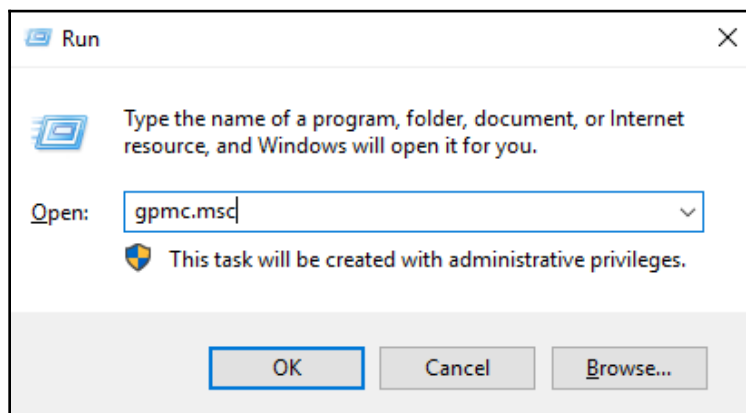 Run
Type the name of a program, folder, document, or Internet
resource, and Windows will open it for you.
Open: gpmc.msc
This task will be created with administrative privileges.
OK Cancel Browse...